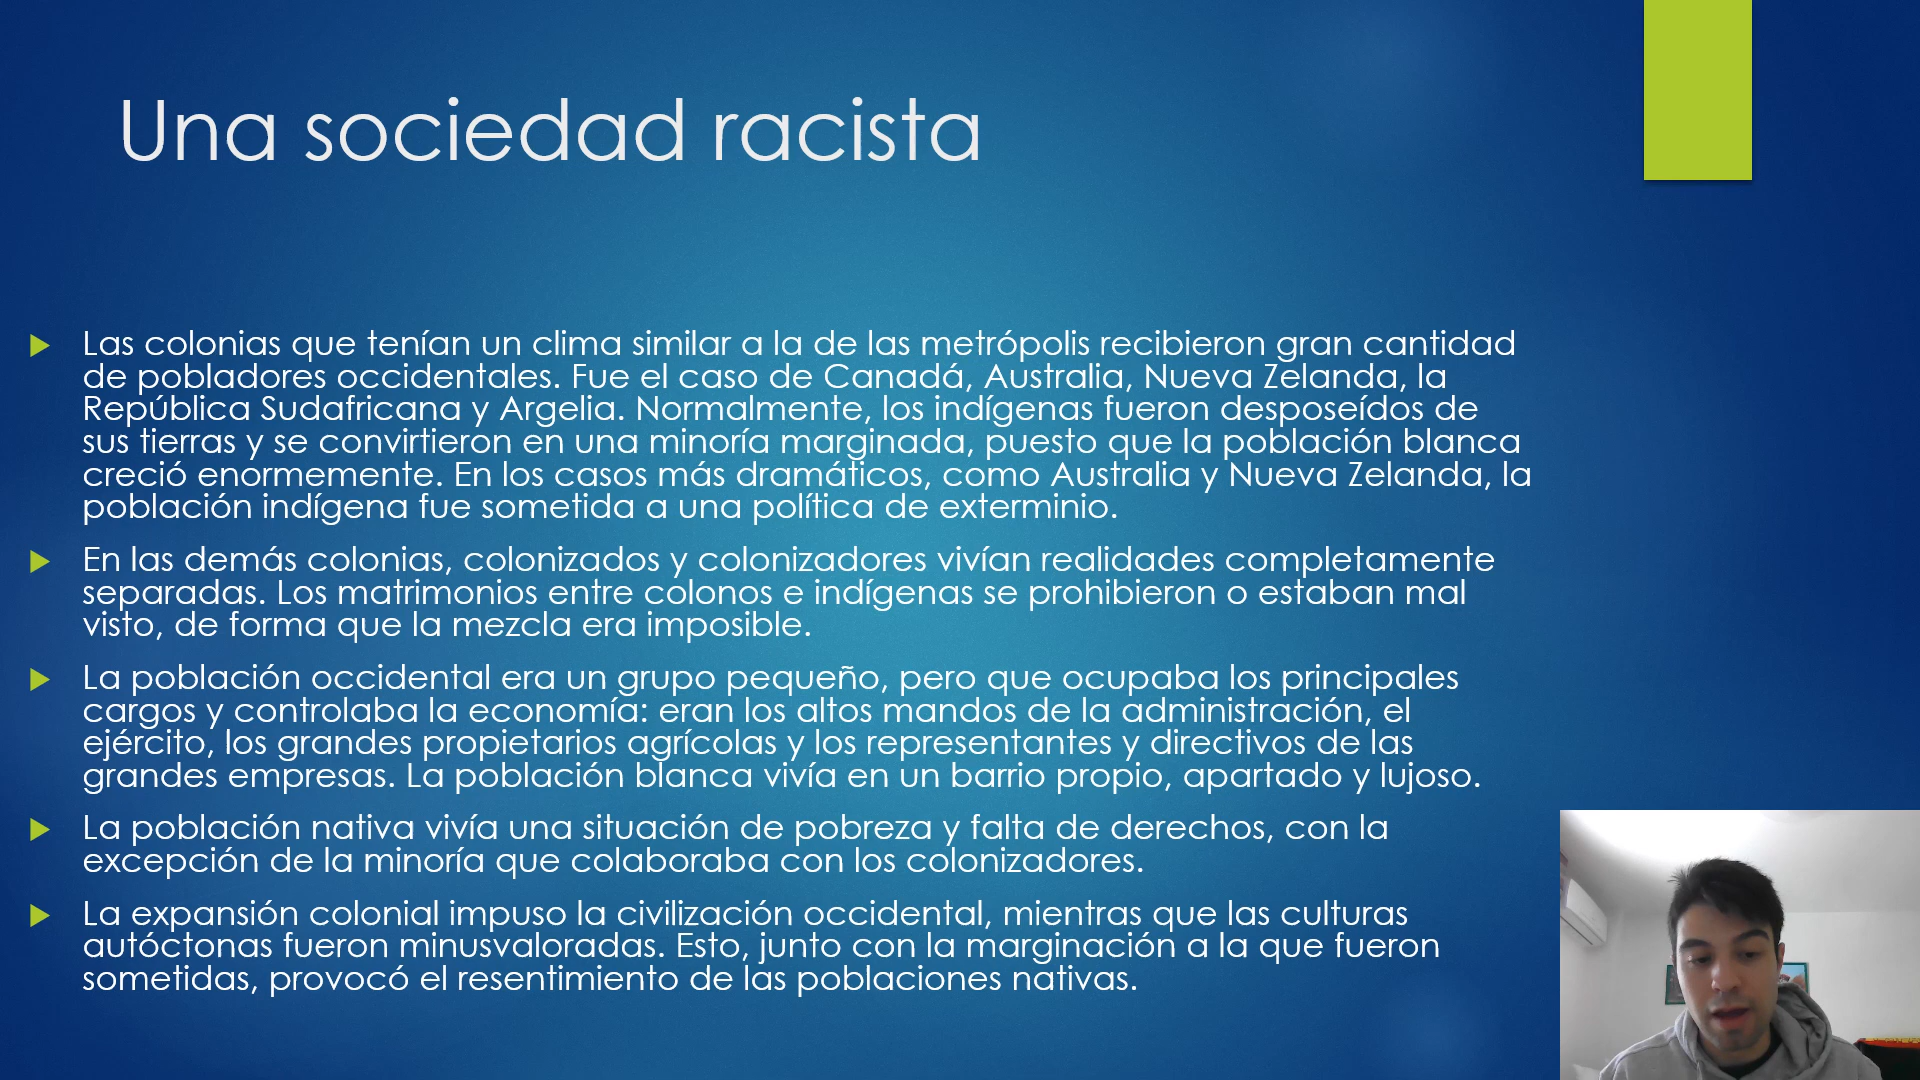 Una sociedad racista
Las colonias que tenían un clima similar a la de las metrópolis recibieron gran cantidad
de pobladores occidentales. Fue el caso de Canadá, Australia, Nueva Zelanda, la
República Sudafricana y Argelia. Normalmente, los indígenas fueron desposeídos de
sus tierras y se convirtieron en una minoría marginada, puesto que la población blanca
creció enormemente. En los casos más dramáticos, como Australia y Nueva Zelanda, la
población indígena fue sometida a una política de exterminio.
En las demás colonias, colonizados y colonizadores vivían realidades completamente
separadas. Los matrimonios entre colonos e indígenas se prohibieron o estaban mal
visto, de forma que la mezcla era imposible.
La población occidental era un grupo pequeño, pero que ocupaba los principales
cargos y controlaba la economía: eran los altos mandos de la administración, el
ejército, los grandes propietarios agrícolas y los representantes y directivos de las
grandes empresas. La población blanca vivía en un barrio propio, apartado y lujoso.
La población nativa vivía una situación de pobreza y falta de derechos, con la
excepción de la minoría que colaboraba con los colonizadores.
La expansión colonial impuso la civilización occidental, mientras que las culturas
autóctonas fueron minusvaloradas. Esto, junto con la marginación a la que fueron
sometidas, provocó el resentimiento de las poblaciones nativas.